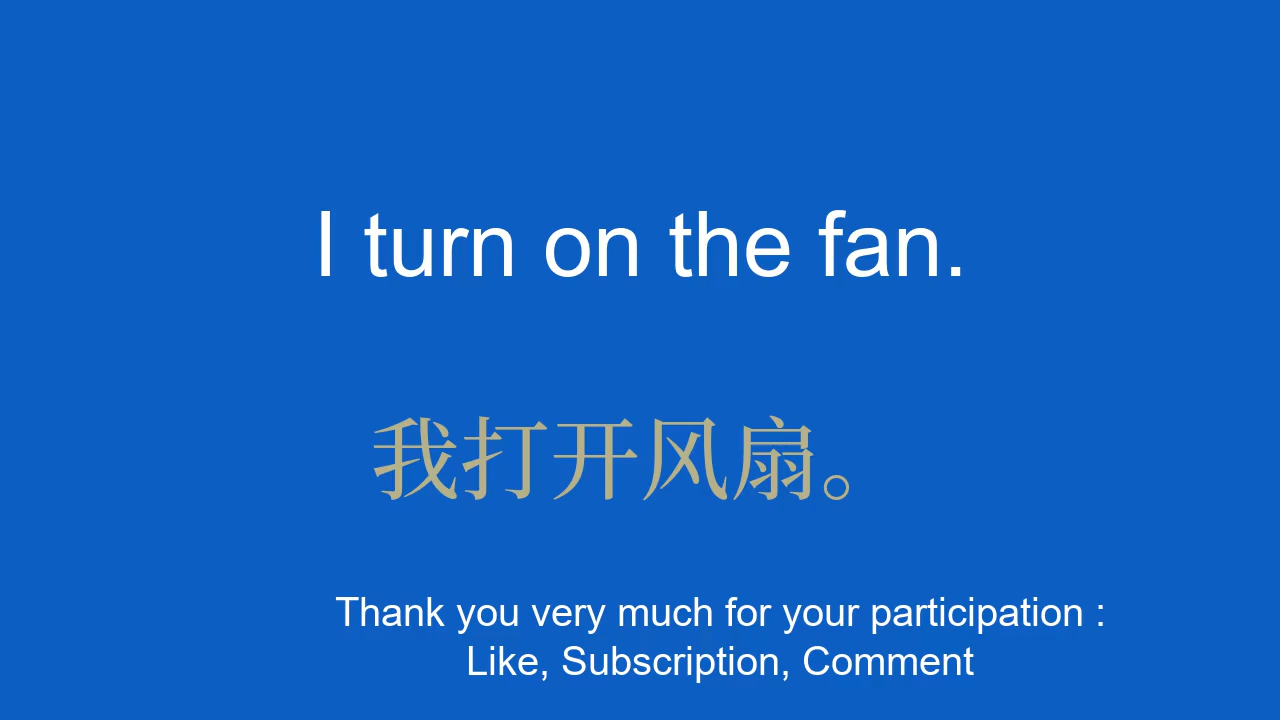 I turn on the fan.
我打开风扇。
Thank you very much for your participation :
Like, Subscription, Comment